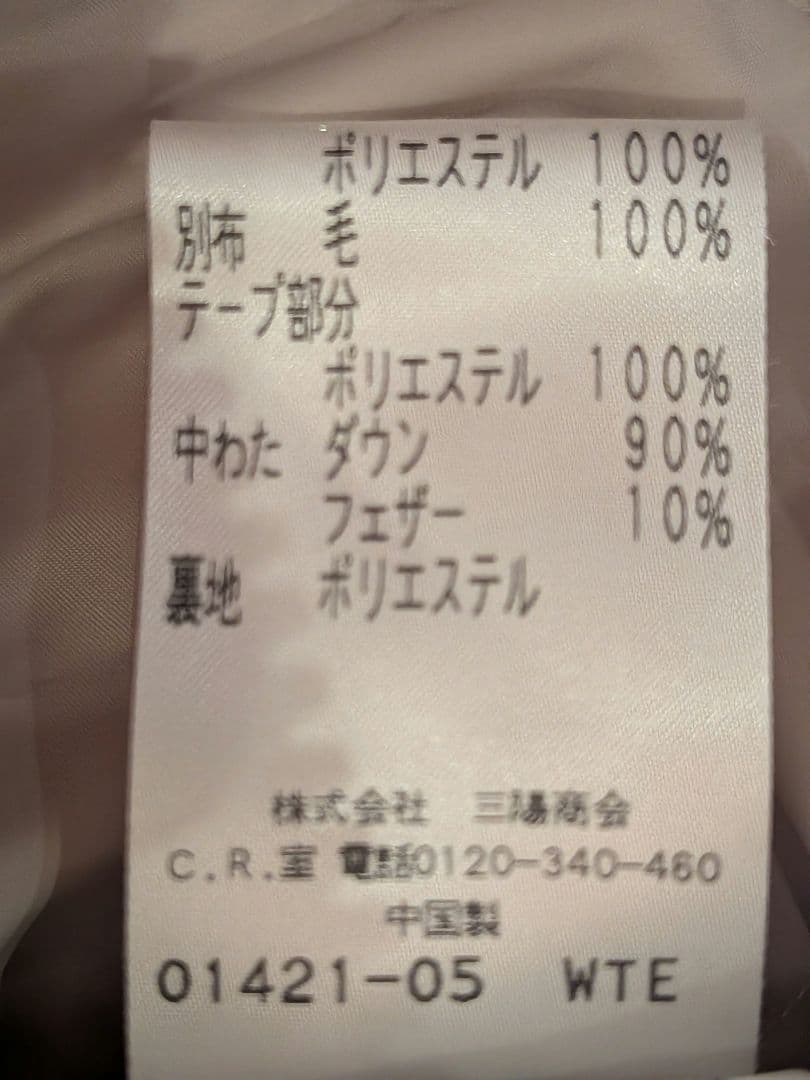 ポリエステル 100%
別布 毛 100%
テープ部分
ポリエステル 100%
中わた ダウン 90%
フェザー 10%
裏地 ポリエステル
株式会社 三陽商会
C.R.室 電話0120-340-460
中国製
01421-05 WTE